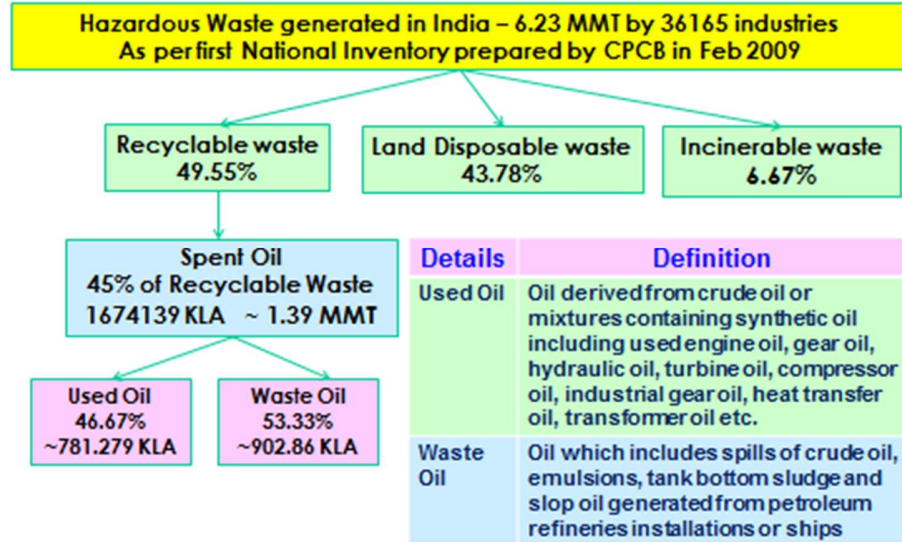 Hazardous Waste generated in India – 6.23 MMT by 36165 industries
As per first National Inventory prepared by CPCB in Feb 2009
Recyclable waste
49.55%
Land Disposable waste
43.78%
Incinerable waste
6.67%
Spent Oil
45% of Recyclable Waste
1674139 KLA ~ 1.39 MMT
Used Oil
46.67%
~781.279 KLA
Waste Oil
53.33%
~902.86 KLA
Details Definition
Used Oil
Oil derived from crude oil or
mixtures containing synthetic oil
including used engine oil, gear oil,
hydraulic oil, turbine oil, compressor
oil, industrial gear oil, heat transfer
oil, transformer oil etc.
Waste
Oil
Oil which includes spills of crude oil,
emulsions, tank bottom sludge and
slop oil generated from petroleum
refineries installations or ships